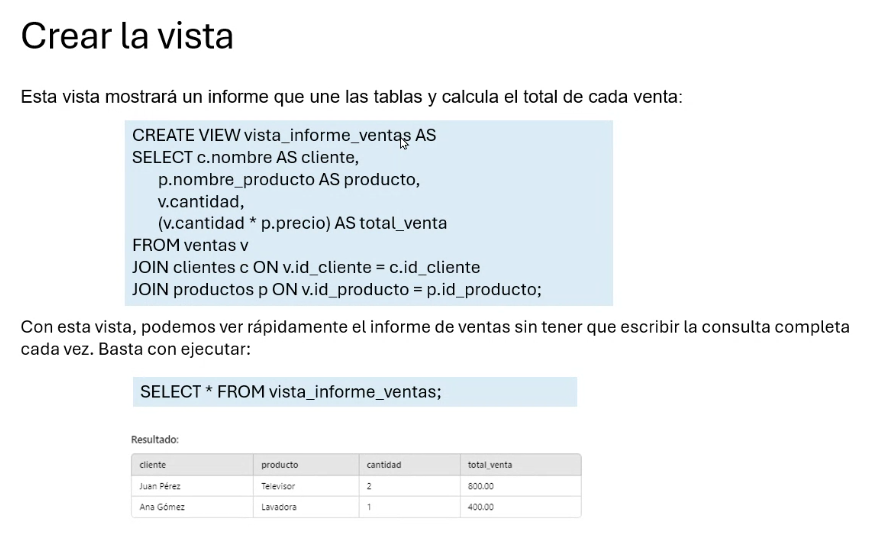 Crear la vista
Esta vista mostrará un informe que une las tablas y calcula el total de cada venta:
CREATE VIEW vista_informe_ventas AS
SELECT c.nombre AS cliente,
p.nombre_producto AS producto,
v.cantidad,
(v.cantidad * p.precio) AS total_venta
FROM ventas v
JOIN clientes c ON v.id_cliente = c.id_cliente
JOIN productos p ON v.id_producto = p.id_producto;
Con esta vista, podemos ver rápidamente el informe de ventas sin tener que escribir la consulta completa
cada vez. Basta con ejecutar:
SELECT * FROM vista_informe_ventas;
Resultado:
cliente producto cantidad total_venta
Juan Pérez Televisor 2 800.00
Ana Gómez Lavadora 1 400.00